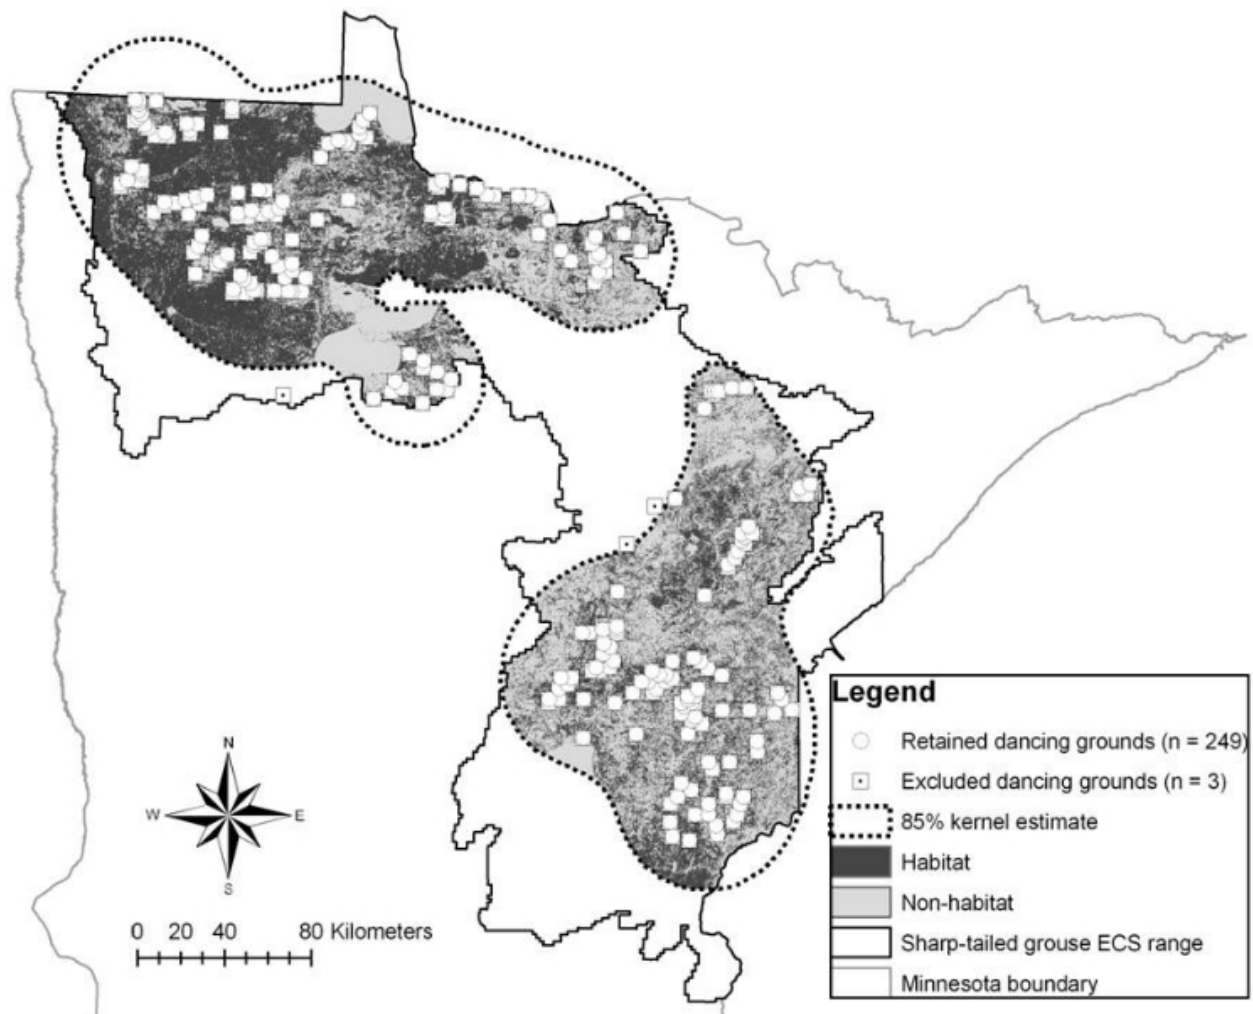 N
W E
S
0 20 40 80 Kilometers
Legend
Retained dancing grounds (n = 249)
Excluded dancing grounds (n = 3)
85% kernel estimate
Habitat
Non-habitat
Sharp-tailed grouse ECS range
Minnesota boundary